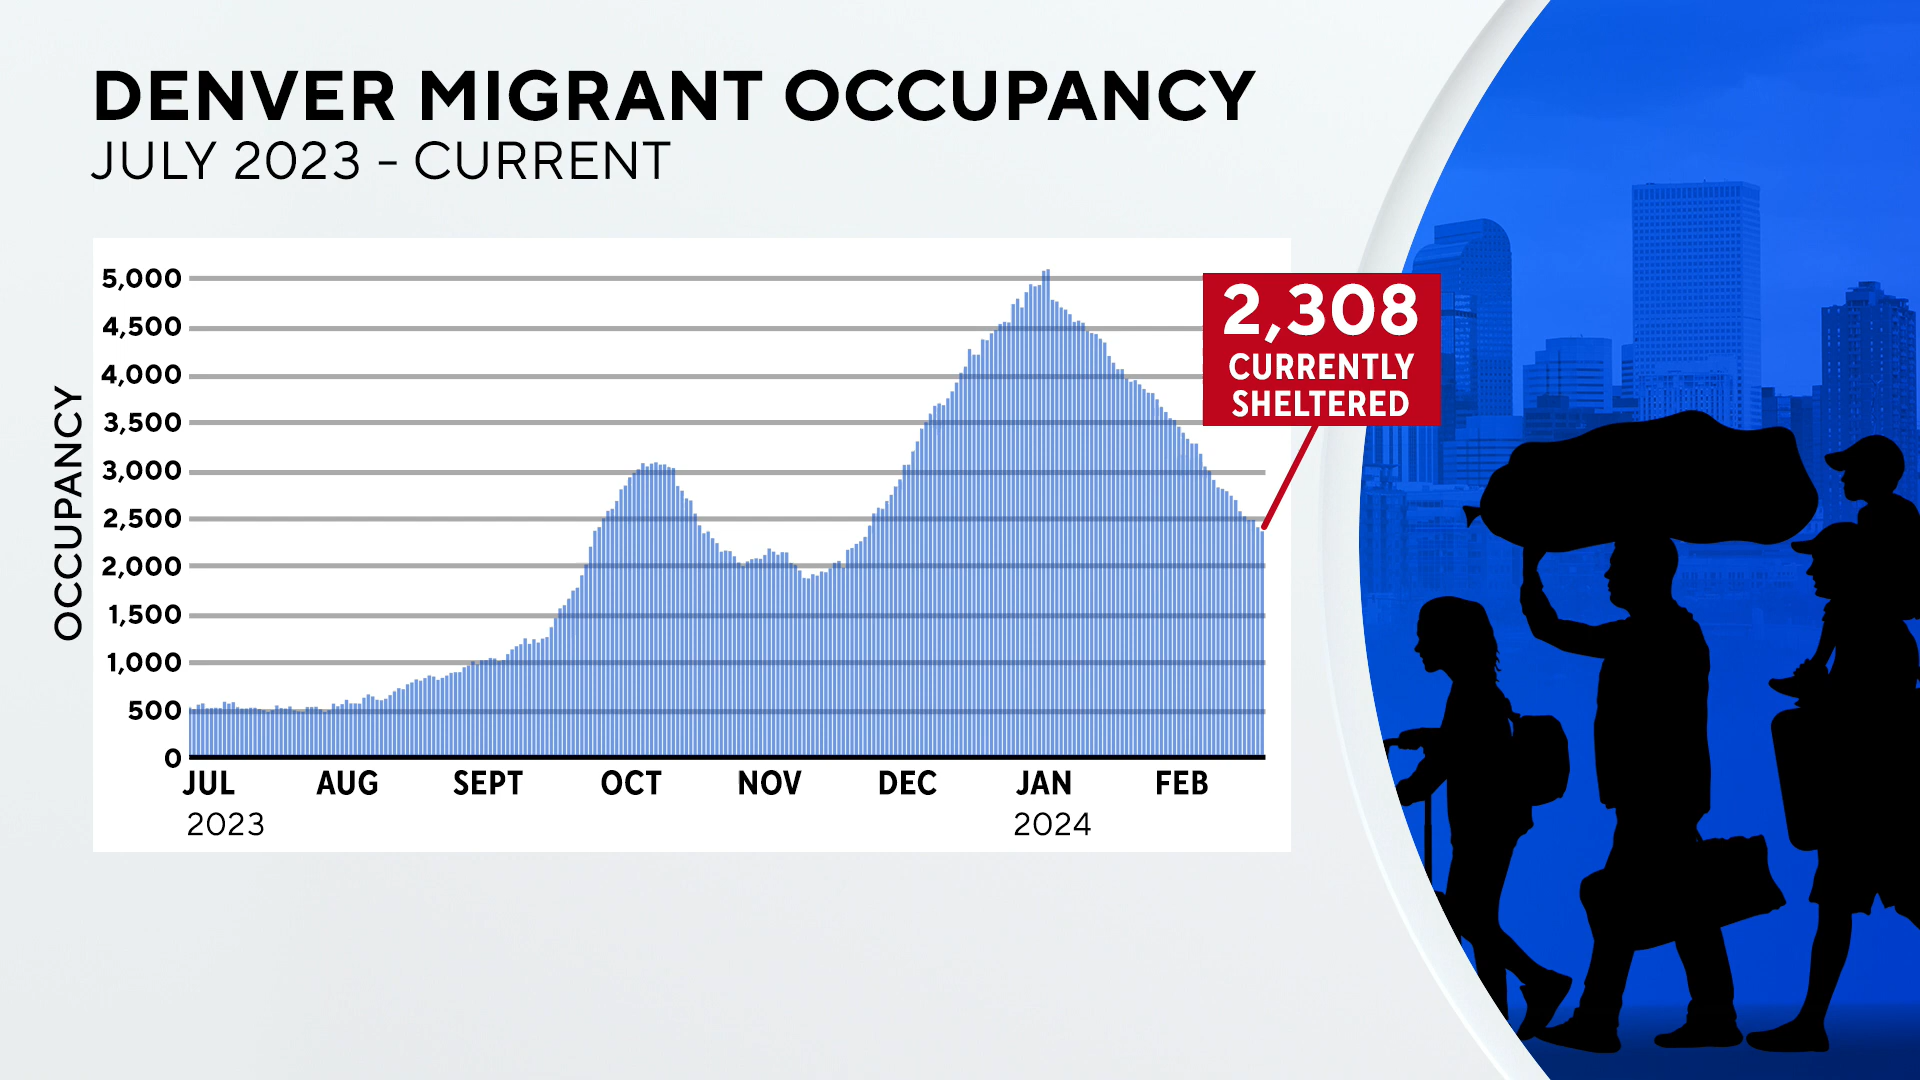 DENVER MIGRANT OCCUPANCY
JULY 2023 - CURRENT
OCCUPANCY
5,000
4,500
4,000
3,500
3,000
2,500
2,000
1,500
1,000
500
0
JUL AUG SEPT OCT NOV DEC JAN FEB
2023 2024
2,308
CURRENTLY
SHELTERED